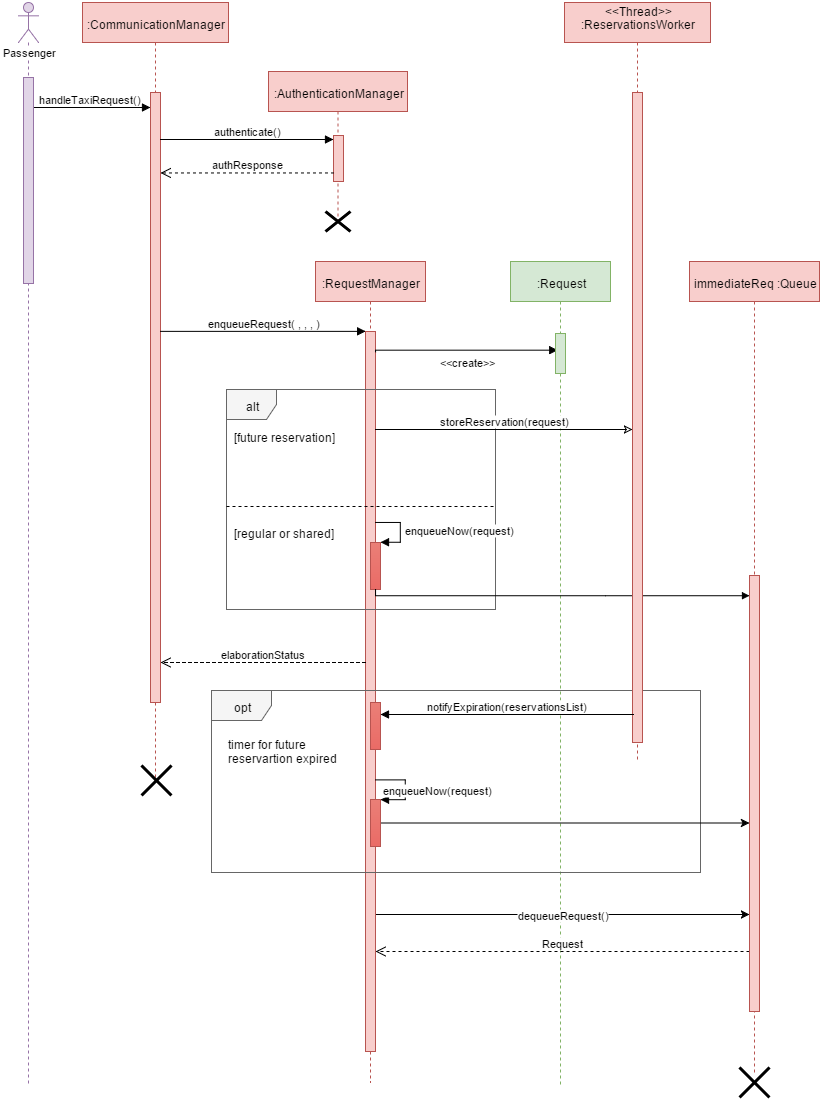 <<Thread>>
:CommunicationManager
:ReservationsWorker
Passenger
:AuthenticationManager
handleTaxiRequest()
authenticate()
authResponse
:RequestManager
:Request
immediateReq :Queue
enqueueRequest( , , , )
<<create>>
alt
storeReservation(request)
[future reservation]
[regular or shared]
enqueueNow(request)
elaborationStatus
opt
notifyExpiration(reservationsList)
timer for future
reservartion expired
enqueueNow(request)
dequeueRequest()
Request